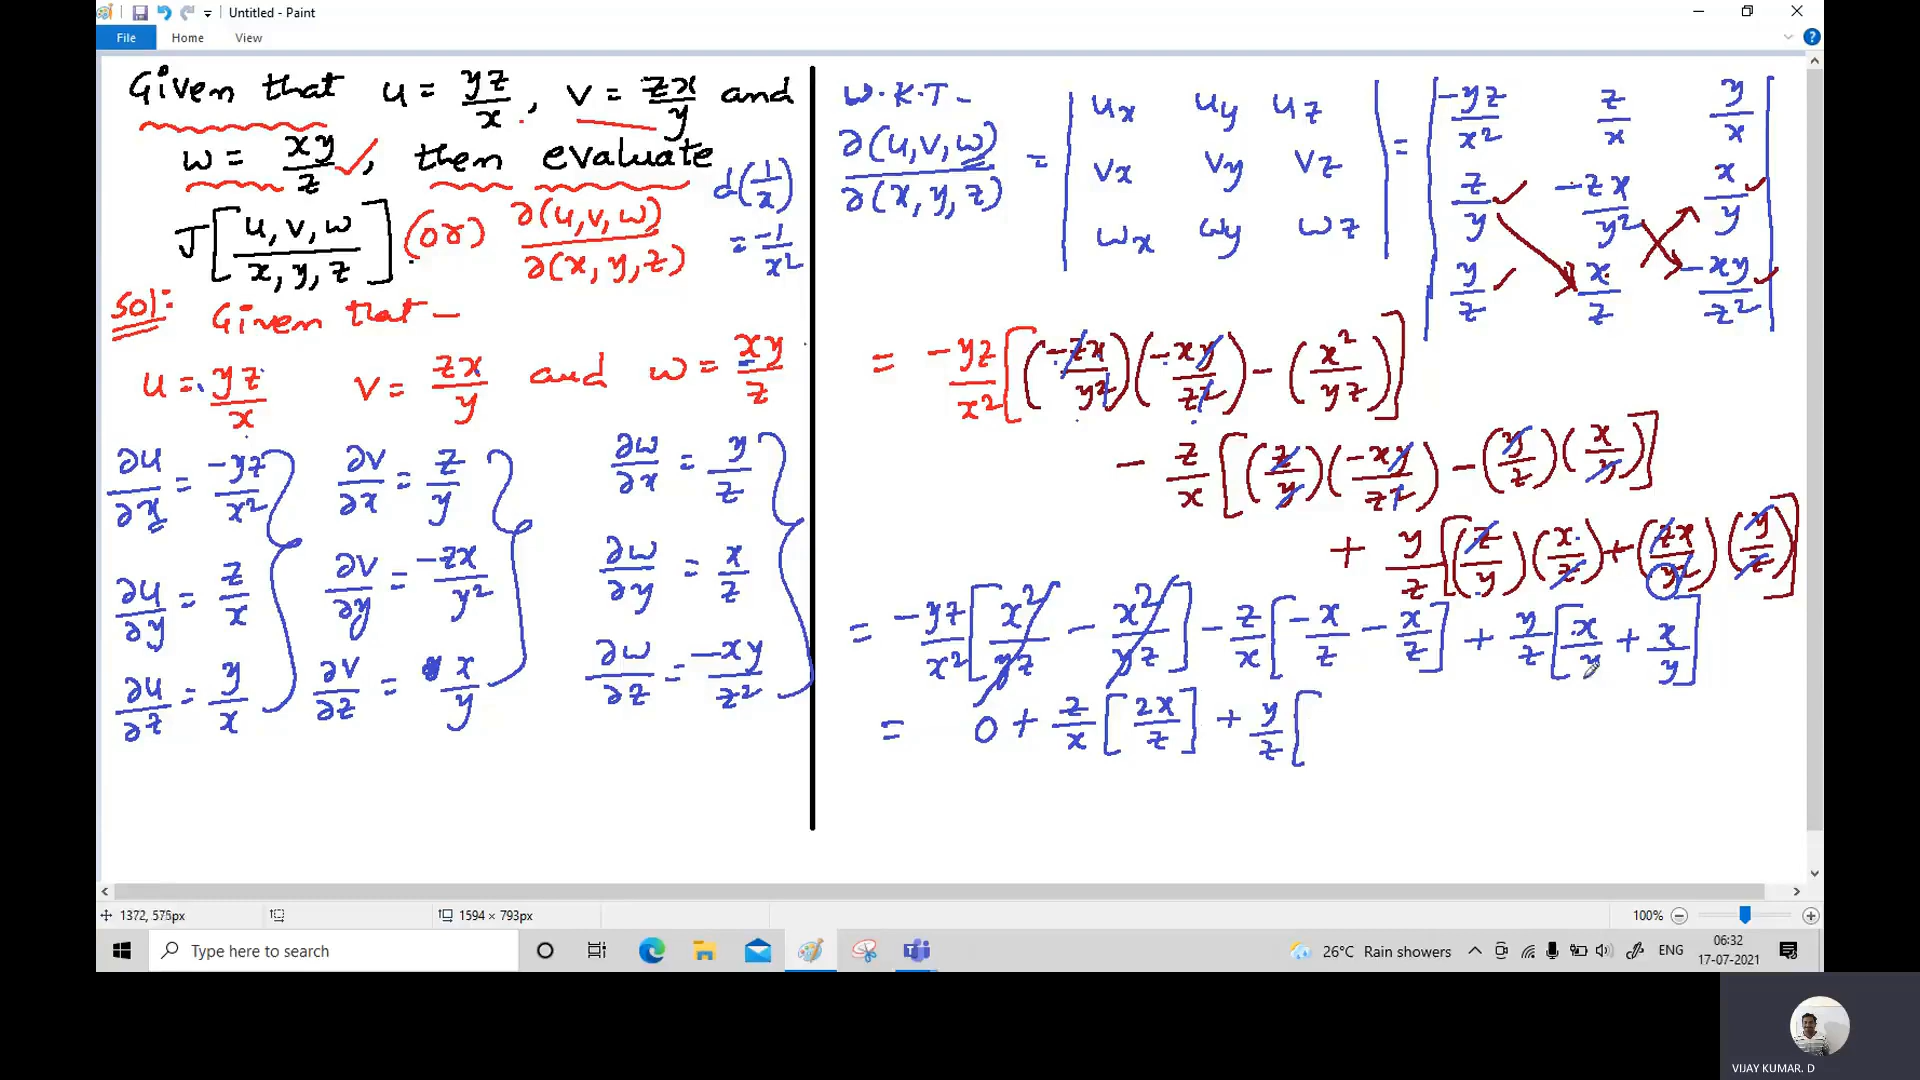 Untitled - Paint
File Home View
Given that u = yz/x, v = zx/y and
w = xy/z, then evaluate
d(1/x) = -1/x²
J[u, v, w / x, y, z] (or) ∂(u, v, w)/∂(x, y, z)
Sol: Given that –
u = yz/x v = zx/y and w = xy/z
∂u/∂x = -yz/x² ∂v/∂x = z/y ∂w/∂x = y/z
∂u/∂y = z/x ∂v/∂y = -zx/y² ∂w/∂y = x/z
∂u/∂z = y/x ∂v/∂z = x/y ∂w/∂z = -xy/z²
W.K.T –
∂(u, v, w)/∂(x, y, z) = | ux uy uz | = | -yz/x² z/x y/x |
| vx vy vz | | z/y -zx/y² x/y |
| wx wy wz | | y/z x/z -xy/z² |
= -yz/x² [(-zx/y²)(-xy/z²) - (x²/yz)]
- z/x [(z/y)(-xy/z²) - (y/z)(x/y)]
+ y/z [(z/y)(x/z) + (zx/y²)(y/z)]
= -yz/x² [x²/yz - x²/yz] - z/x [-x/z - x/z] + y/z [x/y + x/y]
= 0 + z/x [2x/z] + y/z [
1372, 576px 1594 × 793px 100%
Type here to search 26°C Rain showers ENG 06:32
17-07-2021
VIJAY KUMAR. D